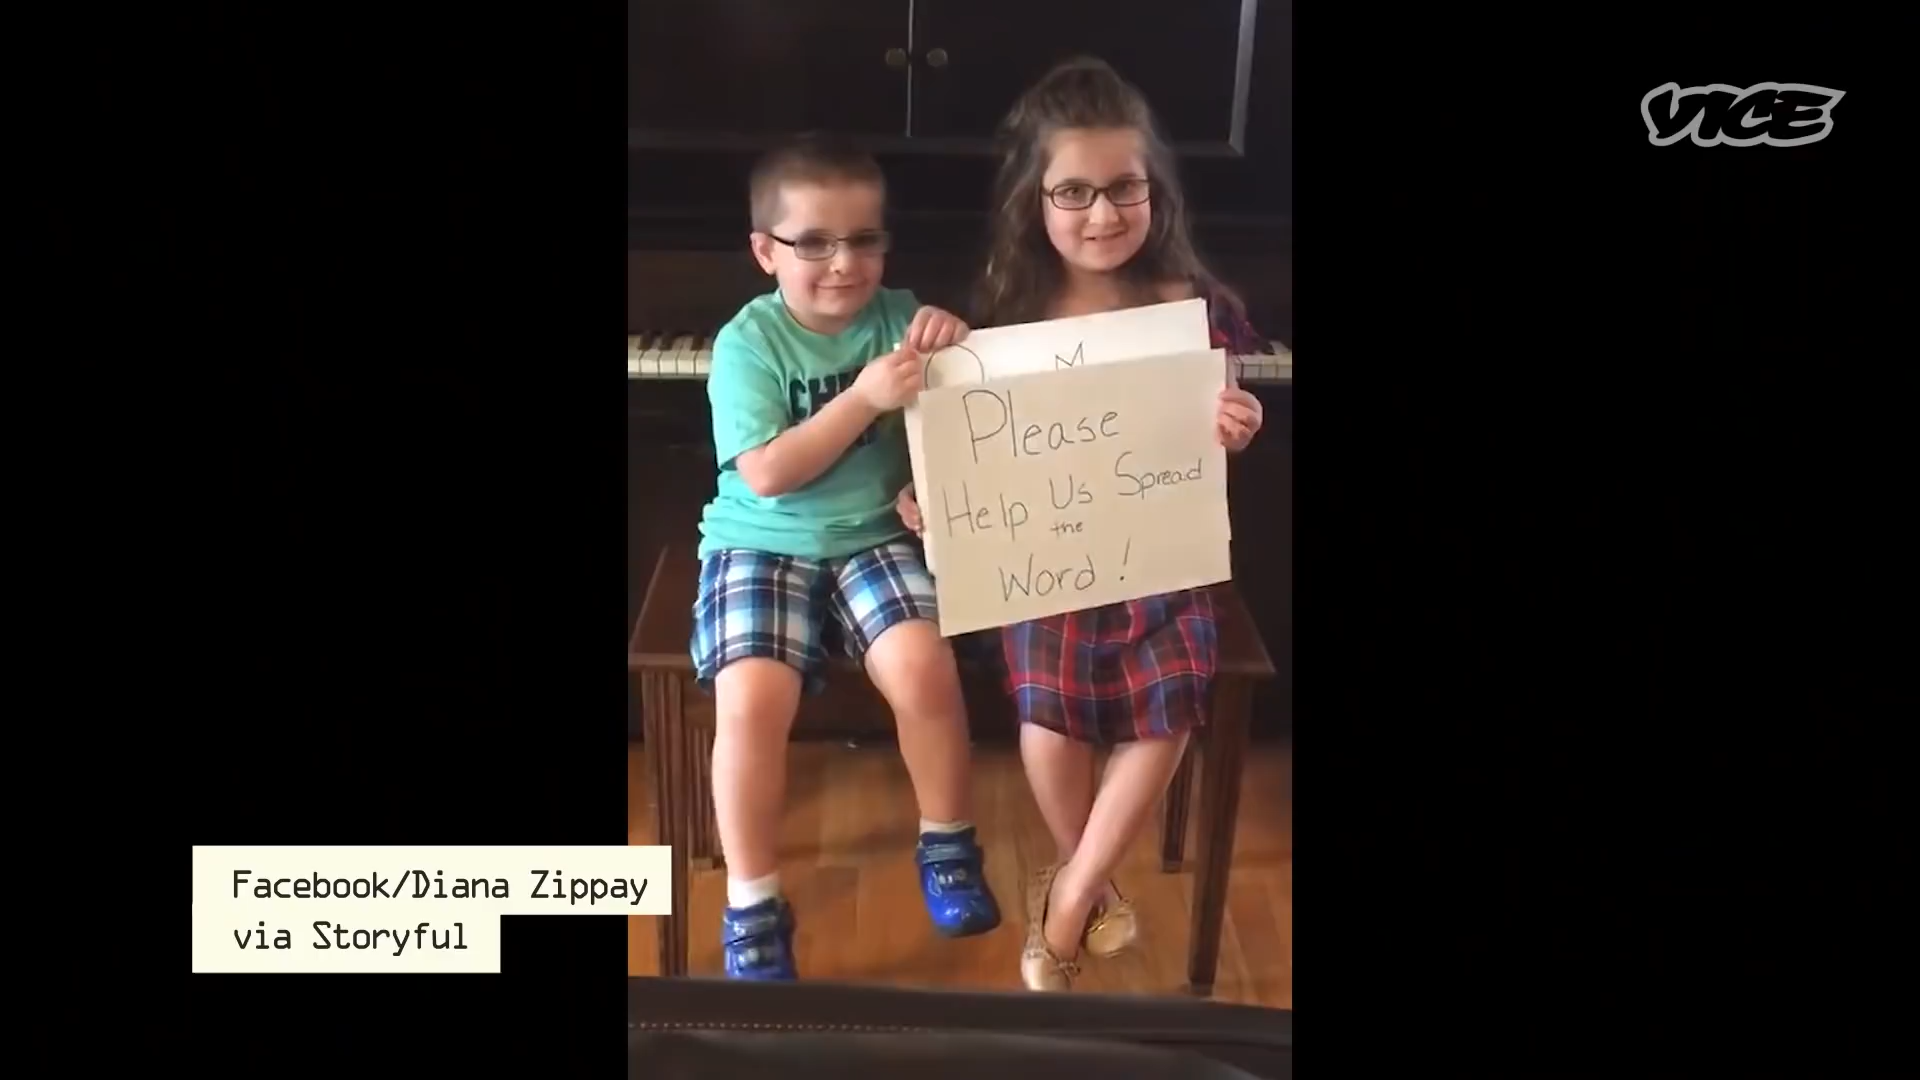 VICE
M
Please
Help Us Spread
the
Word!
Facebook/Diana Zippay
via Storyful